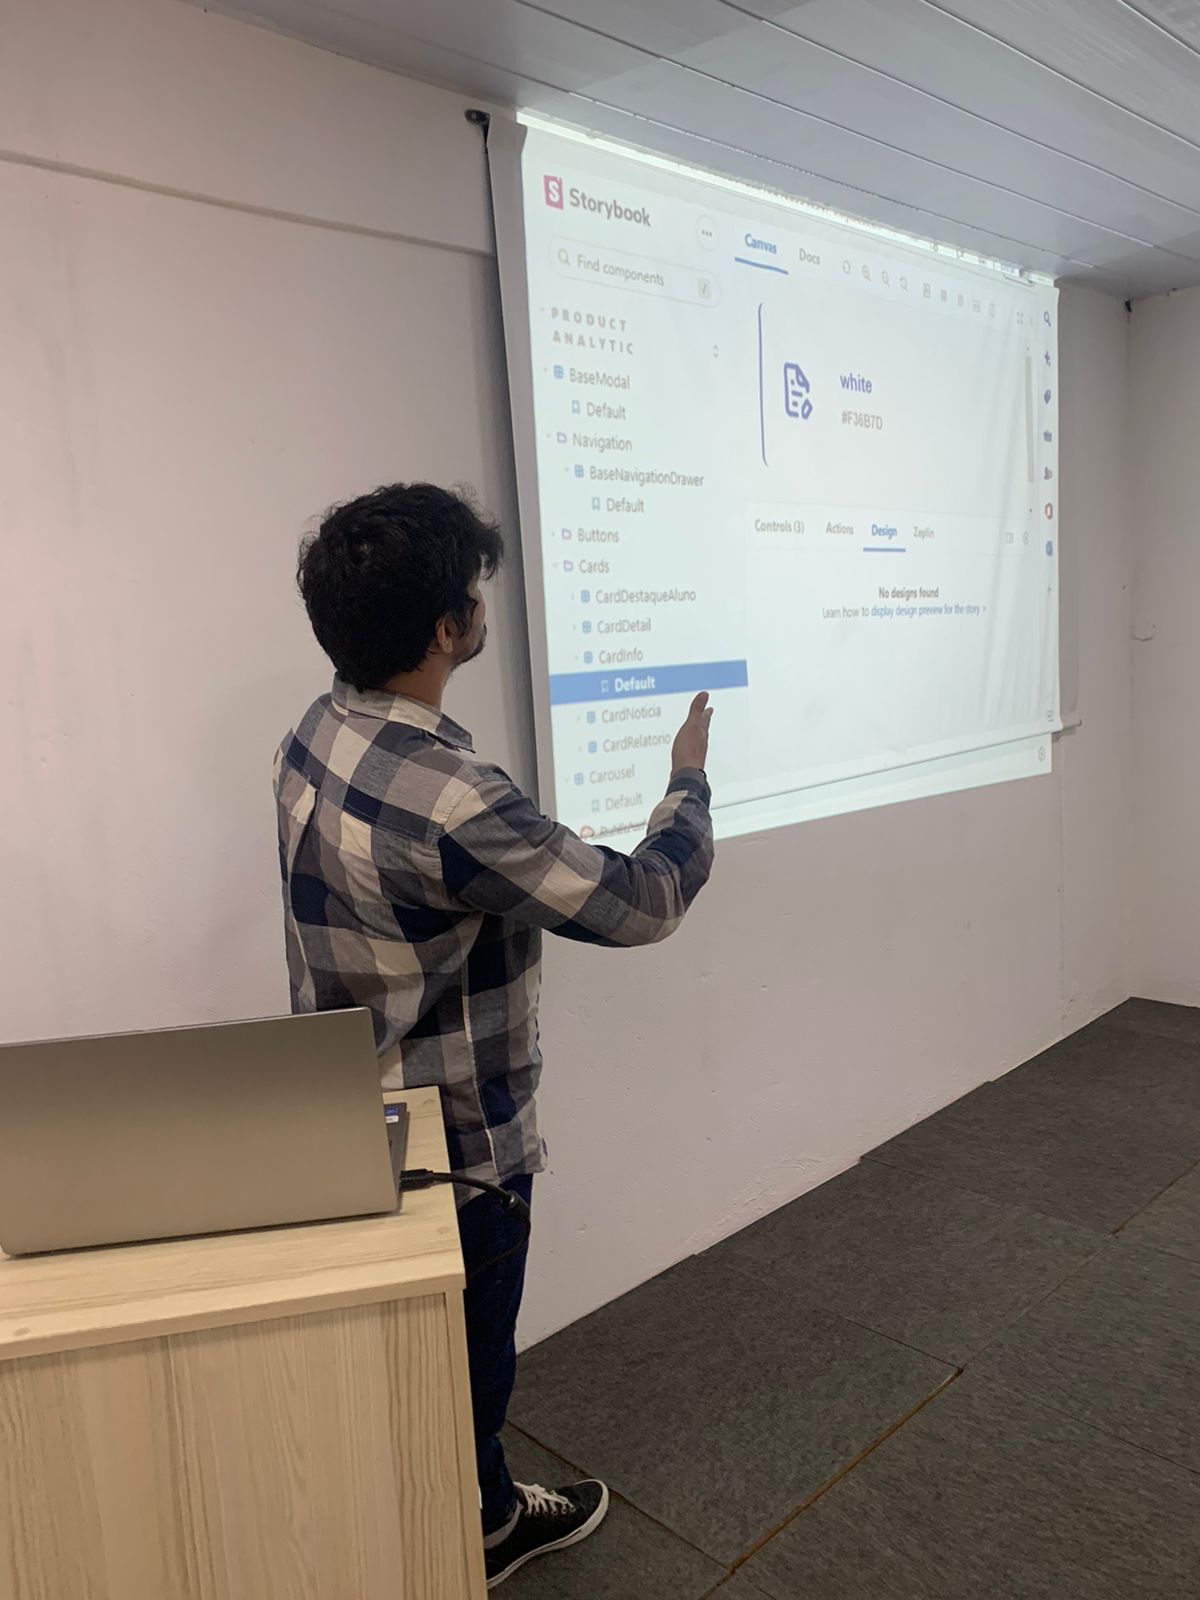 Storybook
Find components
/
PRODUCT
ANALYTIC
BaseModal
Default
Navigation
BaseNavigationDrawer
Default
Buttons
Cards
CardDestaqueAluno
CardDetail
CardInfo
Default
CardNoticia
CardRelatorio
Carousel
Default
Canvas
Docs
white
#F36B7D
Controls (3)
Actions
Design
Zeplin
No designs found
Learn how to display design preview for the story